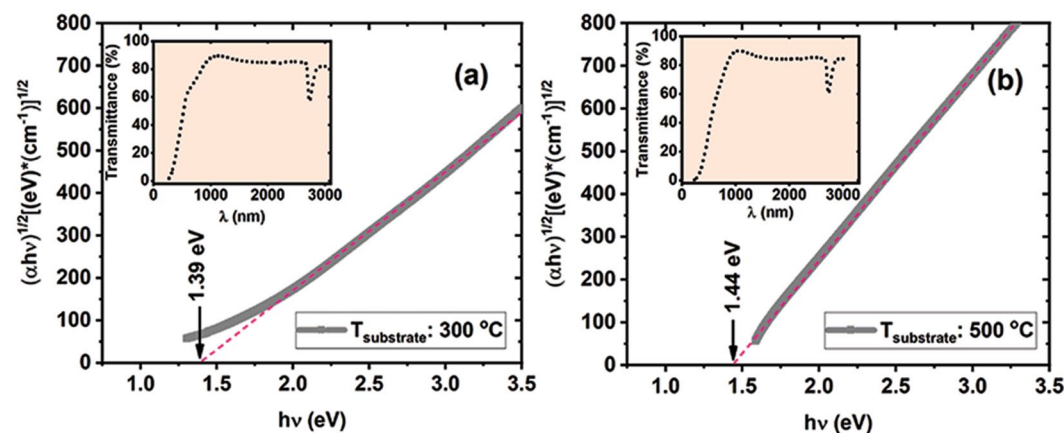 (a)
(αhν)^1/2[(eV)*(cm⁻¹)]^1/2
800
700
600
500
400
300
200
100
0
Transmittance (%)
100
80
60
40
20
0
0 1000 2000 3000
λ (nm)
1.39 eV
T_substrate: 300 °C
1.0 1.5 2.0 2.5 3.0 3.5
hν (eV)
(b)
(αhν)^1/2[(eV)*(cm⁻¹)]^1/2
800
700
600
500
400
300
200
100
0
Transmittance (%)
100
80
60
40
20
0
0 1000 2000 3000
λ (nm)
1.44 eV
T_substrate: 500 °C
1.0 1.5 2.0 2.5 3.0 3.5
hν (eV)